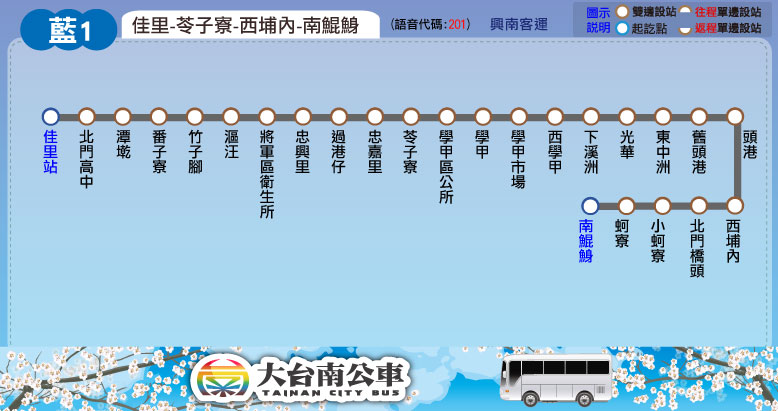 藍1
佳里-苓子寮-西埔內-南鯤鯓
(語音代碼:201)
興南客運
圖示說明
雙邊設站
往程單邊設站
起訖點
返程單邊設站
佳里站
北門高中
潭墘
番子寮
竹子腳
漚汪
將軍區衛生所
忠興里
過港仔
忠嘉里
苓子寮
學甲區公所
學甲
學甲市場
西學甲
下溪洲
光華
東中洲
舊頭港
頭港
西埔內
北門橋頭
小蚵寮
蚵寮
南鯤鯓
大台南公車
TAINAN CITY BUS